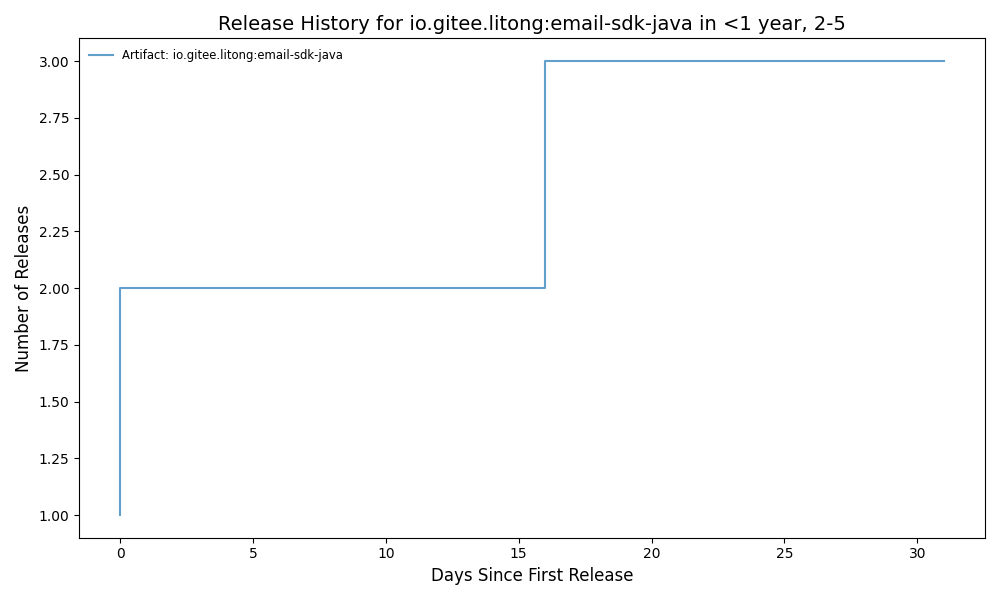 Release History for io.gitee.litong:email-sdk-java in <1 year, 2-5
Artifact: io.gitee.litong:email-sdk-java
Number of Releases
3.00
2.75
2.50
2.25
2.00
1.75
1.50
1.25
1.00
0 5 10 15 20 25 30
Days Since First Release